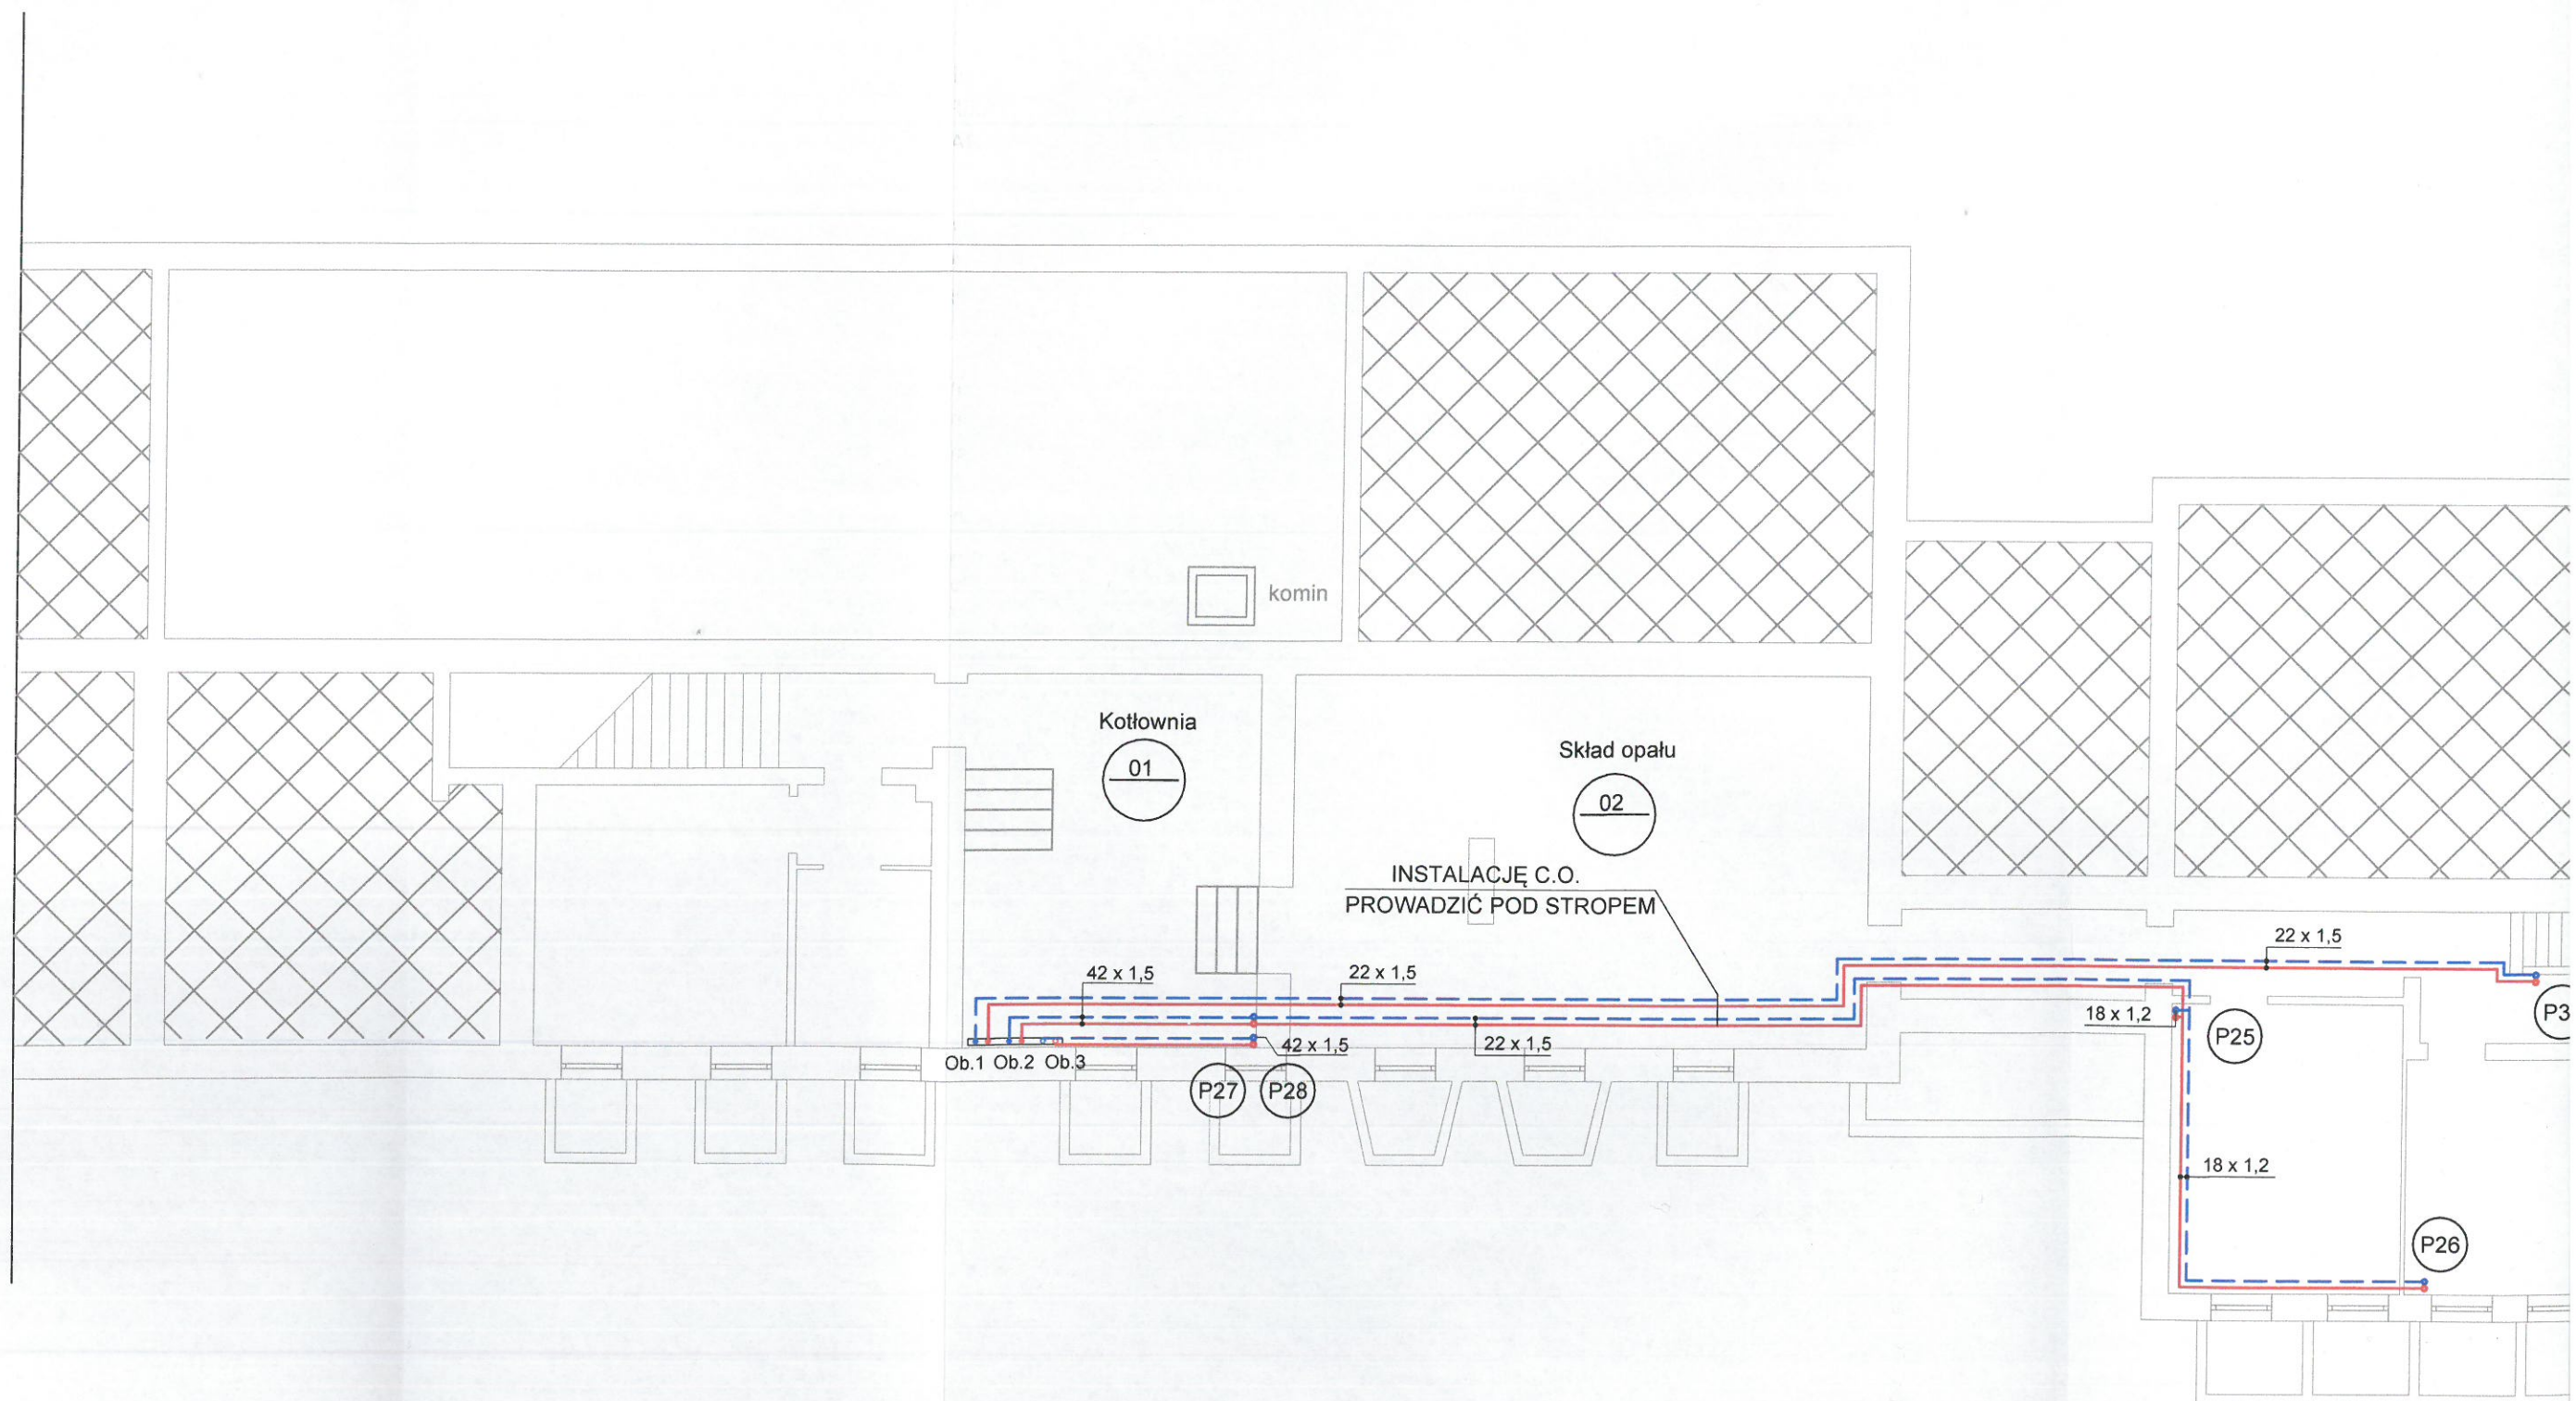 komin
Kotłownia
01
Skład opału
02
INSTALACJĘ C.O.
PROWADZIĆ POD STROPEM
22 x 1,5
42 x 1,5
22 x 1,5
18 x 1,2
P25
P3
42 x 1,5
22 x 1,5
Ob.1 Ob.2 Ob.3
P27
P28
18 x 1,2
P26